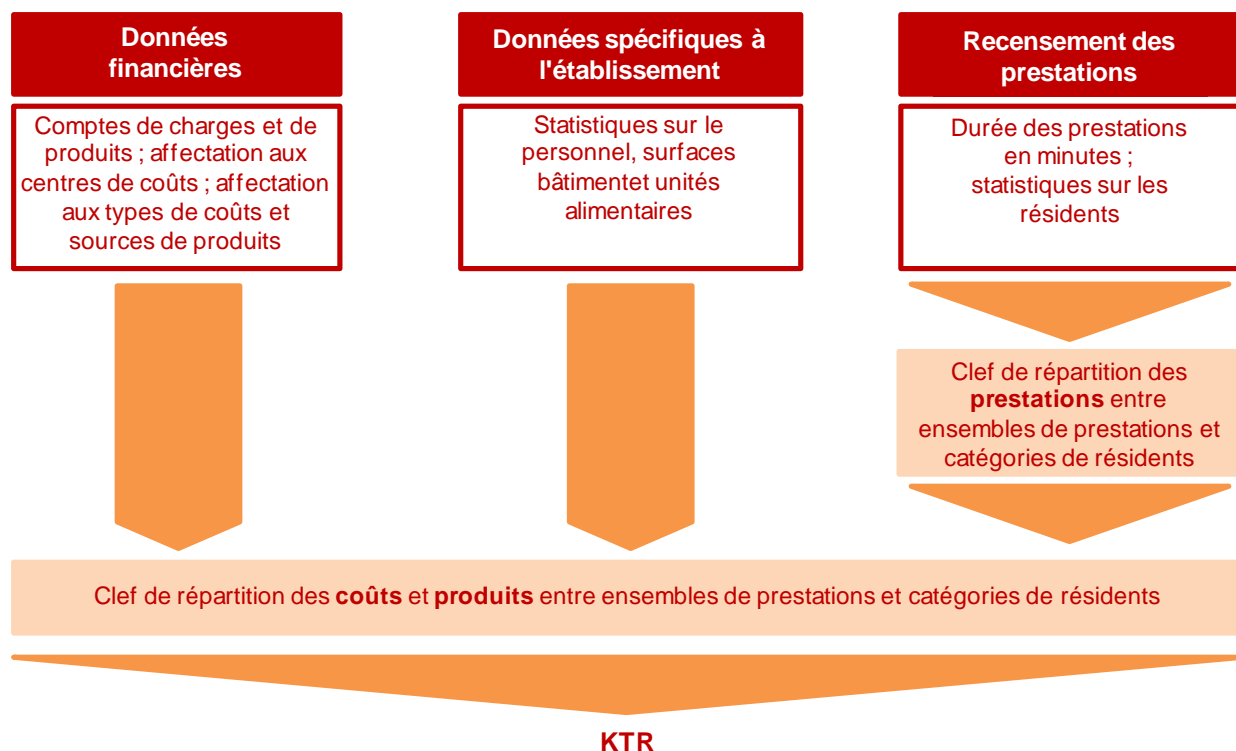 Données
financières
Comptes de charges et de
produits ; affectation aux
centres de coûts ; affectation
aux types de coûts et
sources de produits
Données spécifiques à
l'établissement
Statistiques sur le
personnel, surfaces
bâtimentet unités
alimentaires
Recensement des
prestations
Durée des prestations
en minutes ;
statistiques sur les
résidents
Clef de répartition des
prestations entre
ensembles de prestations et
catégories de résidents
Clef de répartition des coûts et produits entre ensembles de prestations et catégories de résidents
KTR